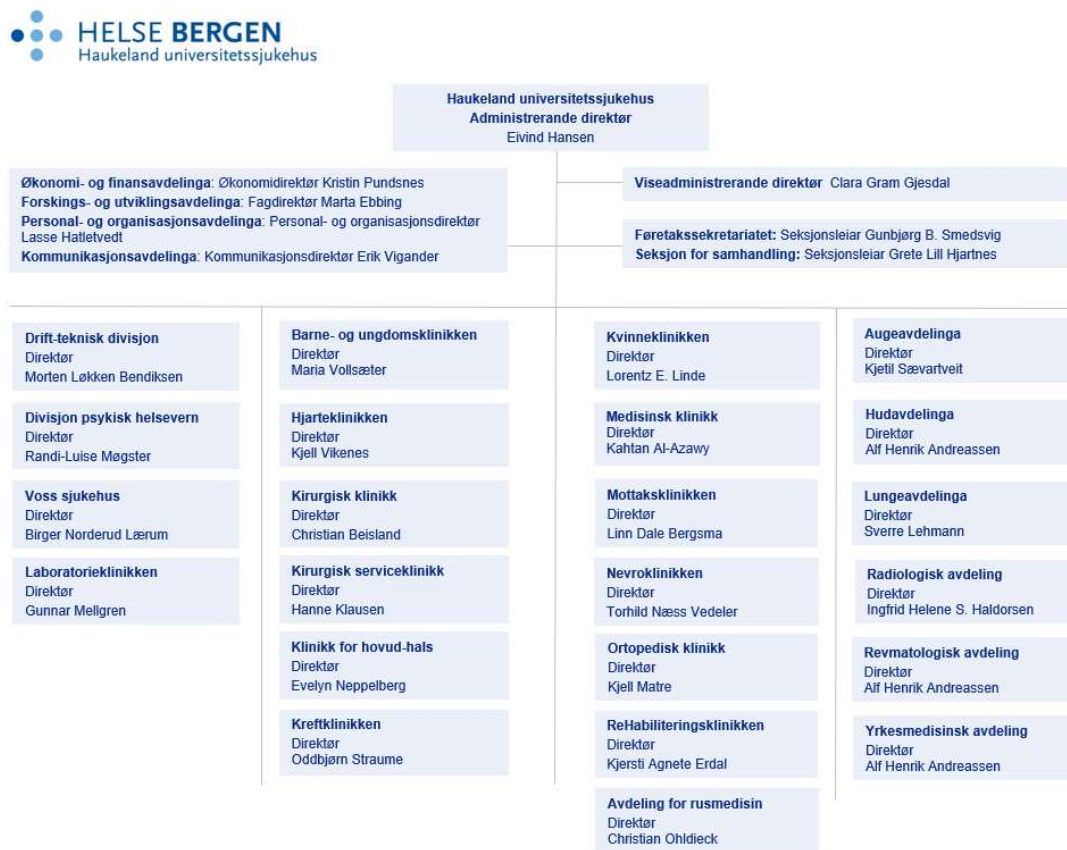 HELSE BERGEN
Haukeland universitetssjukehus
Haukeland universitetssjukehus
Administrerande direktør
Eivind Hansen
Økonomi- og finansavdelinga: Økonomidirektør Kristin Pundsnes
Forskings- og utviklingsavdelinga: Fagdirektør Marta Ebbing
Personal- og organisasjonsavdelinga: Personal- og organisasjonsdirektør
Lasse Hatletvedt
Kommunikasjonsavdelinga: Kommunikasjonsdirektør Erik Vigander
Viseadministrerande direktør Clara Gram Gjesdal
Føretakssekretariatet: Seksjonsleiar Gunbjørg B. Smedsvig
Seksjon for samhandling: Seksjonsleiar Grete Lill Hjartnes
Drift-teknisk divisjon
Direktør
Morten Løkken Bendiksen
Divisjon psykisk helsevern
Direktør
Randi-Luise Møgster
Voss sjukehus
Direktør
Birger Norderud Lærum
Laboratorieklinikken
Direktør
Gunnar Mellgren
Barne- og ungdomsklinikken
Direktør
Maria Vollsæter
Hjarteklinikken
Direktør
Kjell Vikenes
Kirurgisk klinikk
Direktør
Christian Beisland
Kirurgisk serviceklinikk
Direktør
Hanne Klausen
Klinikk for hovud-hals
Direktør
Evelyn Neppelberg
Kreftklinikken
Direktør
Oddbjørn Straume
Kvinneklinikken
Direktør
Lorentz E. Linde
Medisinsk klinikk
Direktør
Kahtan Al-Azawy
Mottaksklinikken
Direktør
Linn Dale Bergsma
Nevroklinikken
Direktør
Torhild Næss Vedeler
Ortopedisk klinikk
Direktør
Kjell Matre
ReHabiliteringsklinikken
Direktør
Kjersti Agnete Erdal
Avdeling for rusmedisin
Direktør
Christian Ohldieck
Augeavdelinga
Direktør
Kjetil Sævartveit
Hudavdelinga
Direktør
Alf Henrik Andreassen
Lungeavdelinga
Direktør
Sverre Lehmann
Radiologisk avdeling
Direktør
Ingfrid Helene S. Haldorsen
Revmatologisk avdeling
Direktør
Alf Henrik Andreassen
Yrkesmedisinsk avdeling
Direktør
Alf Henrik Andreassen